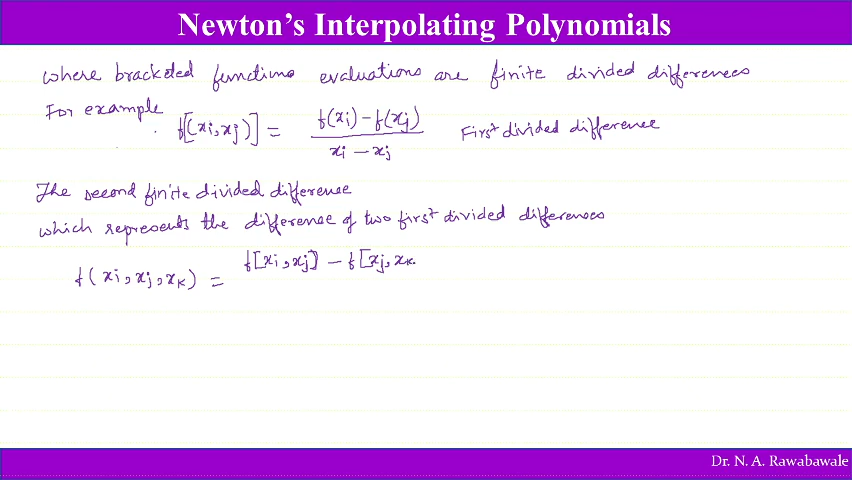 Newton's Interpolating Polynomials
where bracketed functions evaluations are finite divided differences
For example
f[(xi,xj)] = f(xi) - f(xj) / xi - xj First divided difference
The second finite divided difference
which represents the difference of two first divided differences
f(xi, xj, xk) = f[xi, xj] - f[xj, xk
Dr. N. A. Rawabawale